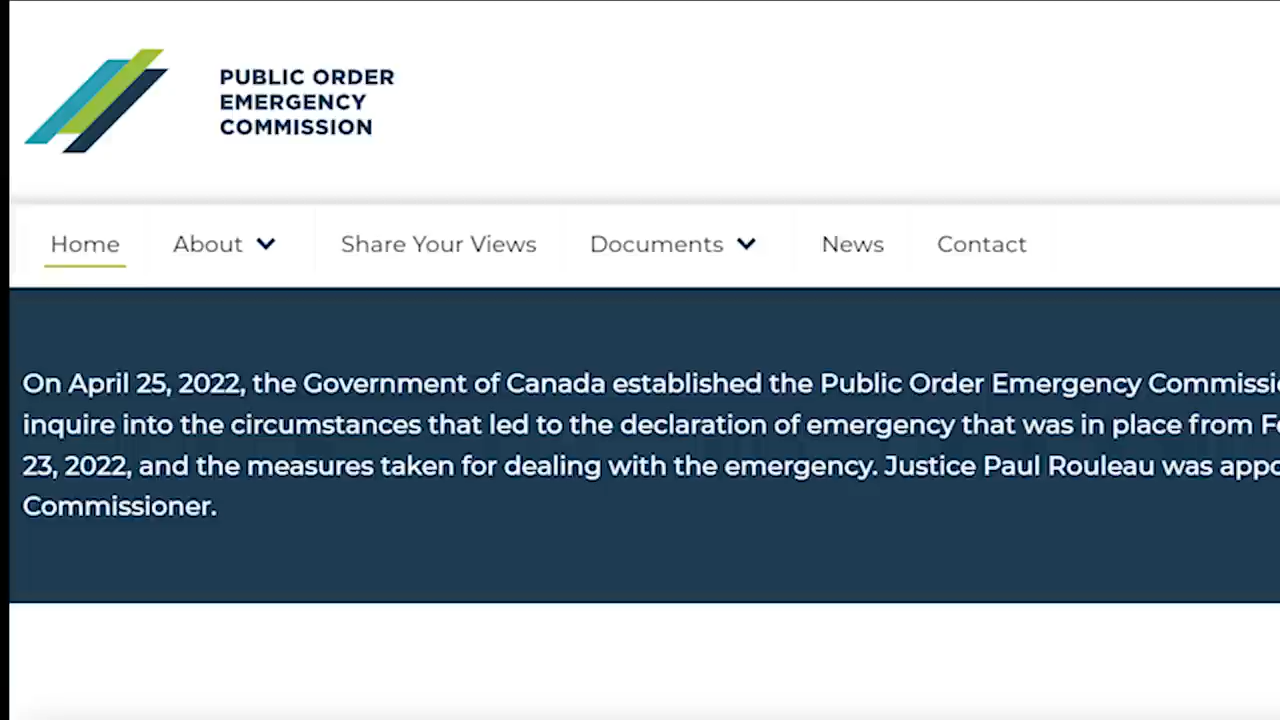 PUBLIC ORDER
EMERGENCY
COMMISSION
Home About Share Your Views Documents News Contact
On April 25, 2022, the Government of Canada established the Public Order Emergency
inquire into the circumstances that led to the declaration of emergency that was in place from
23, 2022, and the measures taken for dealing with the emergency. Justice Paul Rouleau was
Commissioner.